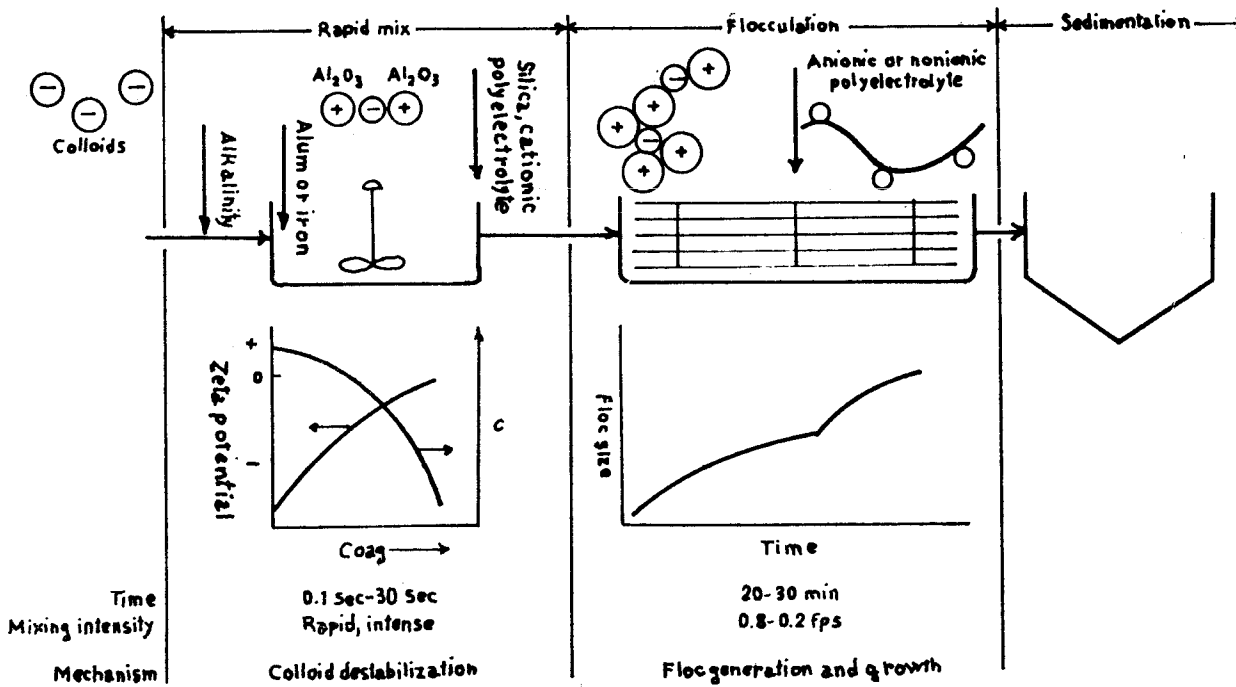 Rapid mix
Flocculation
Sedimentation
Colloids
Alkalinity
Alum or iron
Al2O3 Al2O3
+ − +
Silica, cationic
polyelectrolyte
Anionic or nonionic
polyelectrolyte
Zeta potential
+
0
−
C
Coag
Floc size
Time
Time
0.1 sec-30 sec
20-30 min
Mixing intensity
Rapid, intense
0.8-0.2 fps
Mechanism
Colloid destabilization
Floc generation and growth